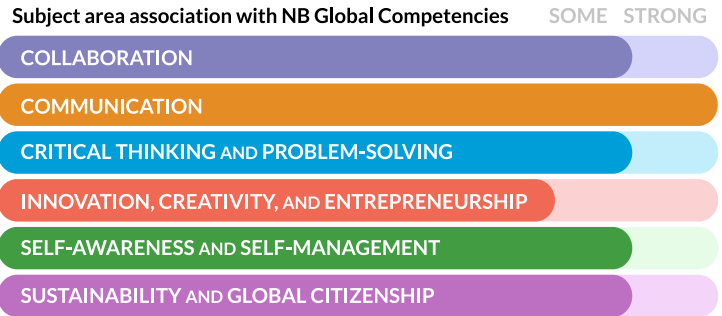 Subject area association with NB Global Competencies SOME STRONG
COLLABORATION
COMMUNICATION
CRITICAL THINKING AND PROBLEM-SOLVING
INNOVATION, CREATIVITY, AND ENTREPRENEURSHIP
SELF-AWARENESS AND SELF-MANAGEMENT
SUSTAINABILITY AND GLOBAL CITIZENSHIP